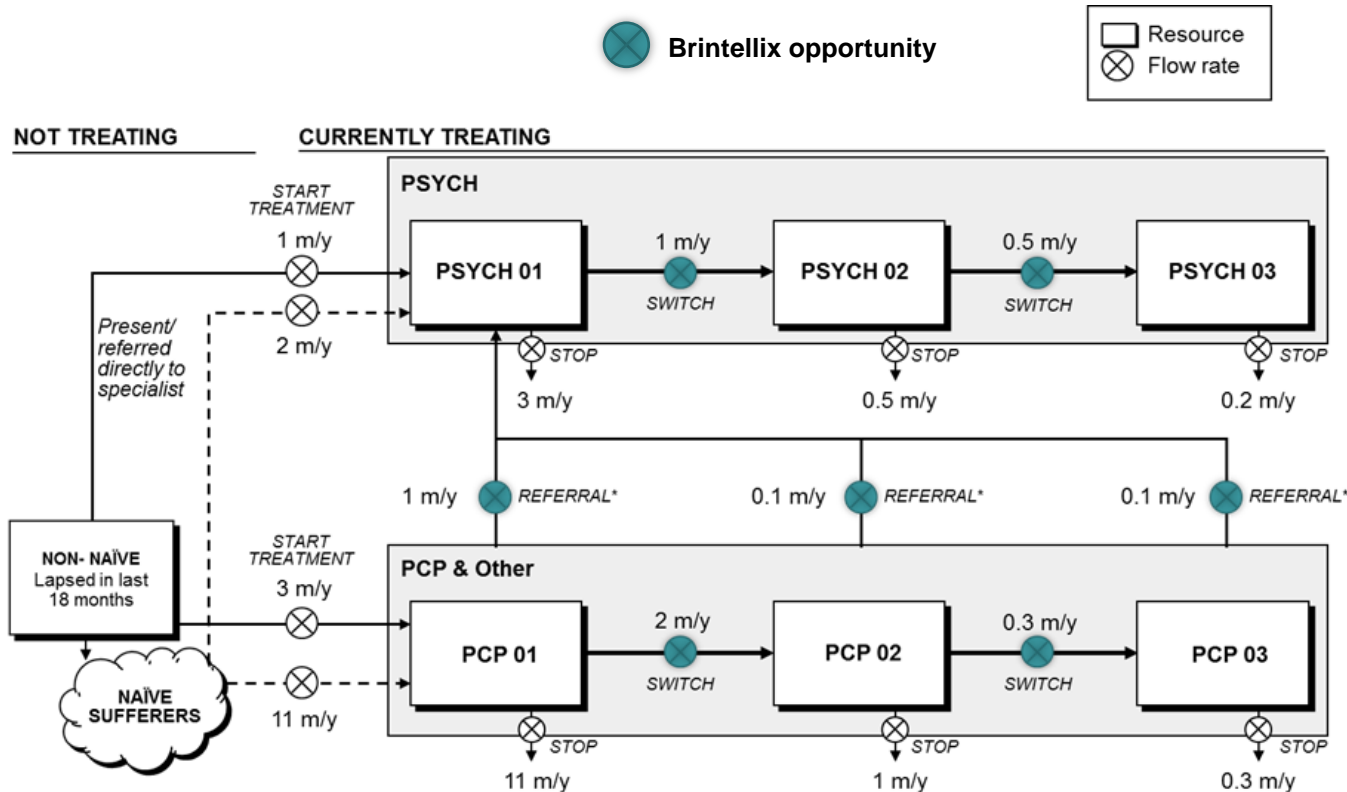 Brintellix opportunity
Resource
Flow rate
NOT TREATING
CURRENTLY TREATING
PSYCH
START
TREATMENT
1 m/y
2 m/y
PSYCH 01
1 m/y
SWITCH
PSYCH 02
0.5 m/y
SWITCH
PSYCH 03
Present/
referred
directly to
specialist
STOP
3 m/y
STOP
0.5 m/y
STOP
0.2 m/y
1 m/y
REFERRAL*
0.1 m/y
REFERRAL*
0.1 m/y
REFERRAL*
NON- NAÏVE
Lapsed in last
18 months
NAÏVE
SUFFERERS
START
TREATMENT
3 m/y
11 m/y
PCP & Other
PCP 01
2 m/y
SWITCH
PCP 02
0.3 m/y
SWITCH
PCP 03
STOP
11 m/y
STOP
1 m/y
STOP
0.3 m/y